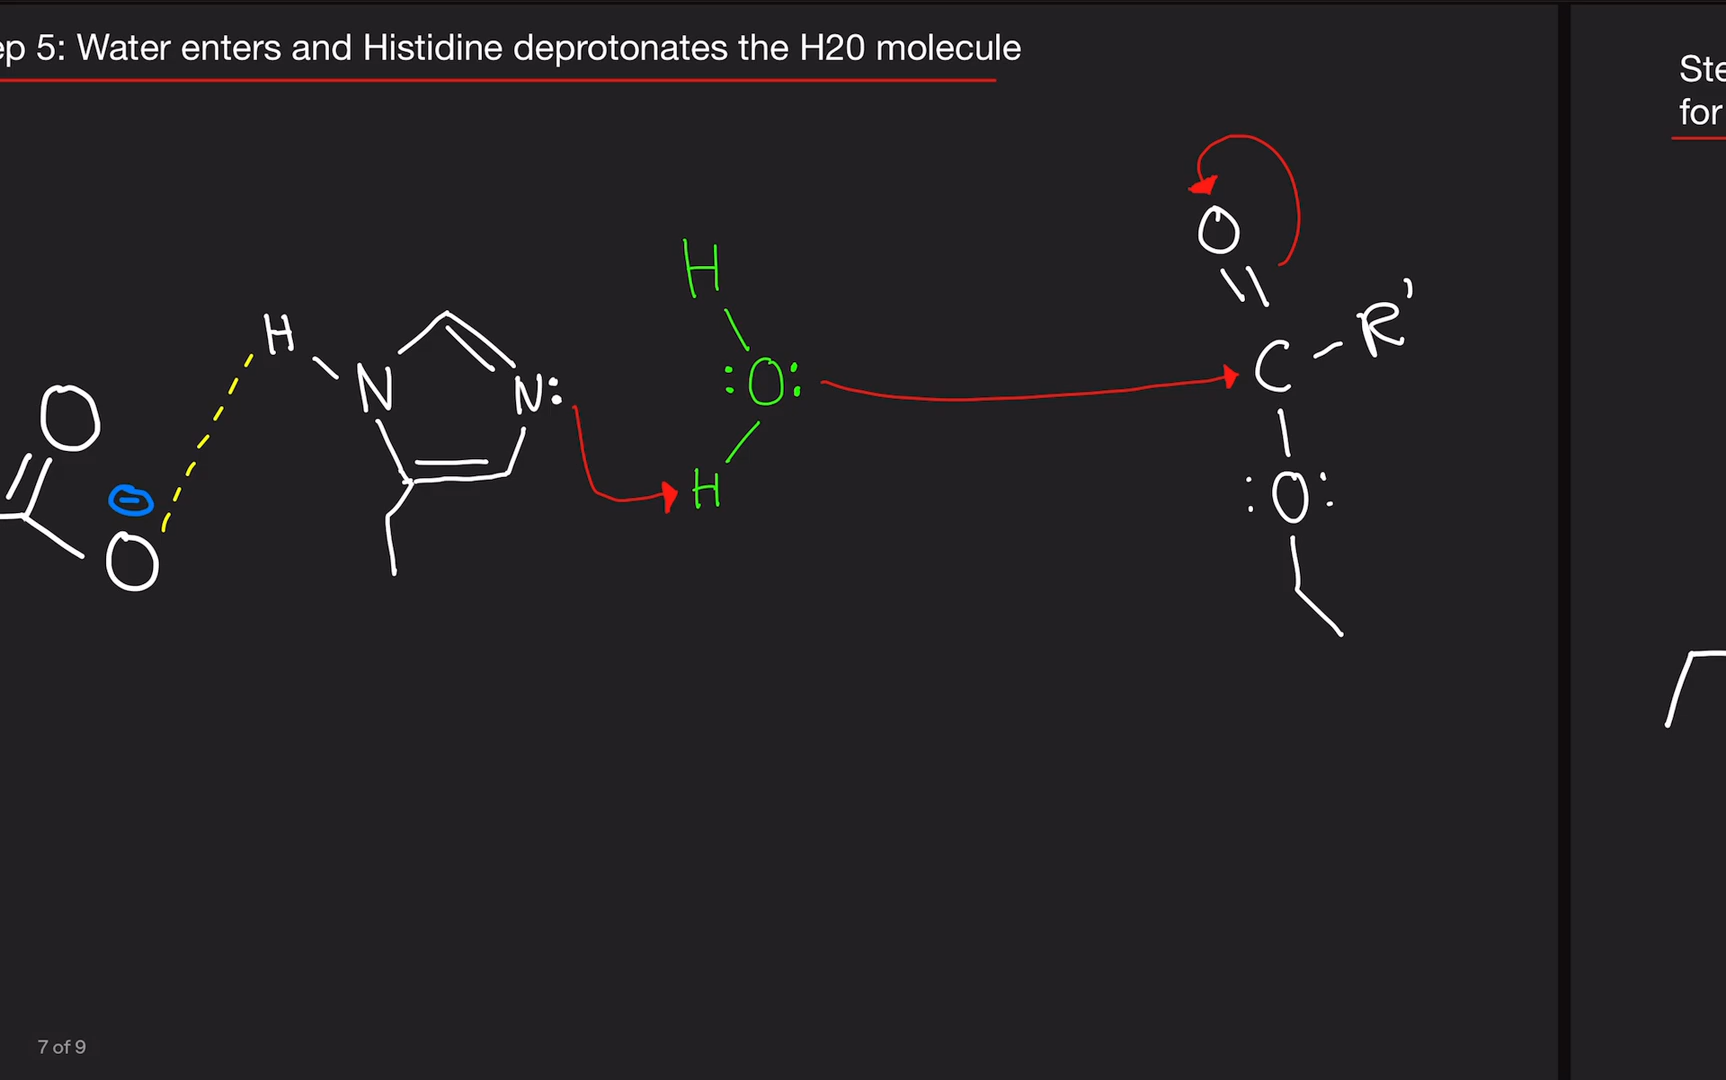 ep 5: Water enters and Histidine deprotonates the H20 molecule
Ste
for
O
H
H
O
N
N:
:O:
C – R'
O
⊖
H
:O:
O
7 of 9